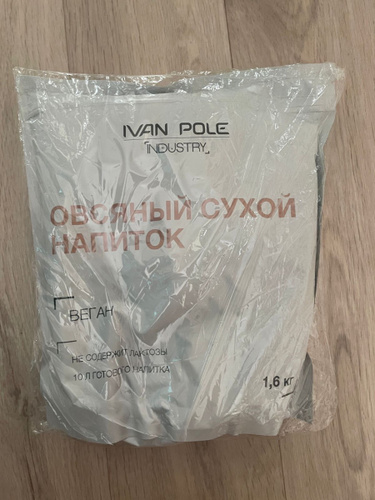 IVAN POLE
INDUSTRY
ОВСЯНЫЙ СУХОЙ
НАПИТОК
ВЕГАН
НЕ СОДЕРЖИТ ЛАКТОЗЫ
10 Л ГОТОВОГО НАПИТКА
1,6 кг